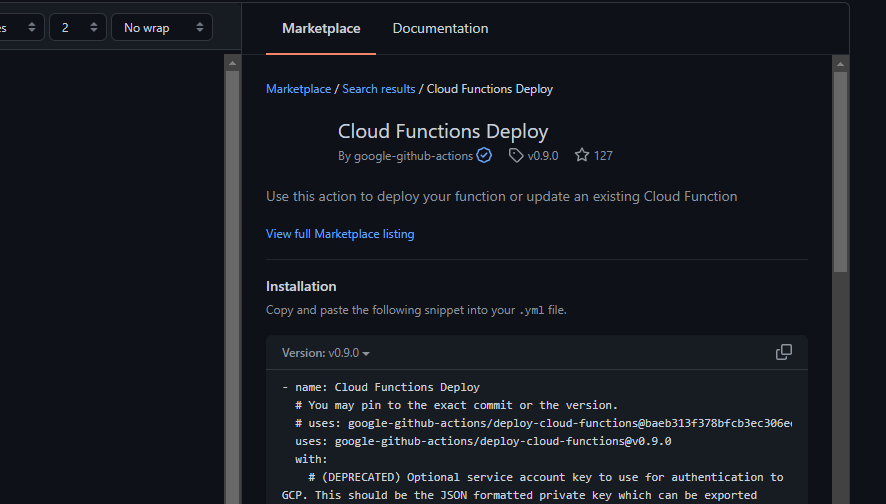 es 2 No wrap
Marketplace Documentation
Marketplace / Search results / Cloud Functions Deploy
Cloud Functions Deploy
By google-github-actions v0.9.0 127
Use this action to deploy your function or update an existing Cloud Function
View full Marketplace listing
Installation
Copy and paste the following snippet into your .yml file.
Version: v0.9.0
- name: Cloud Functions Deploy
# You may pin to the exact commit or the version.
# uses: google-github-actions/deploy-cloud-functions@baeb313f378bfcb3ec306e
uses: google-github-actions/deploy-cloud-functions@v0.9.0
with:
# (DEPRECATED) Optional service account key to use for authentication to
GCP. This should be the JSON formatted private key which can be exported